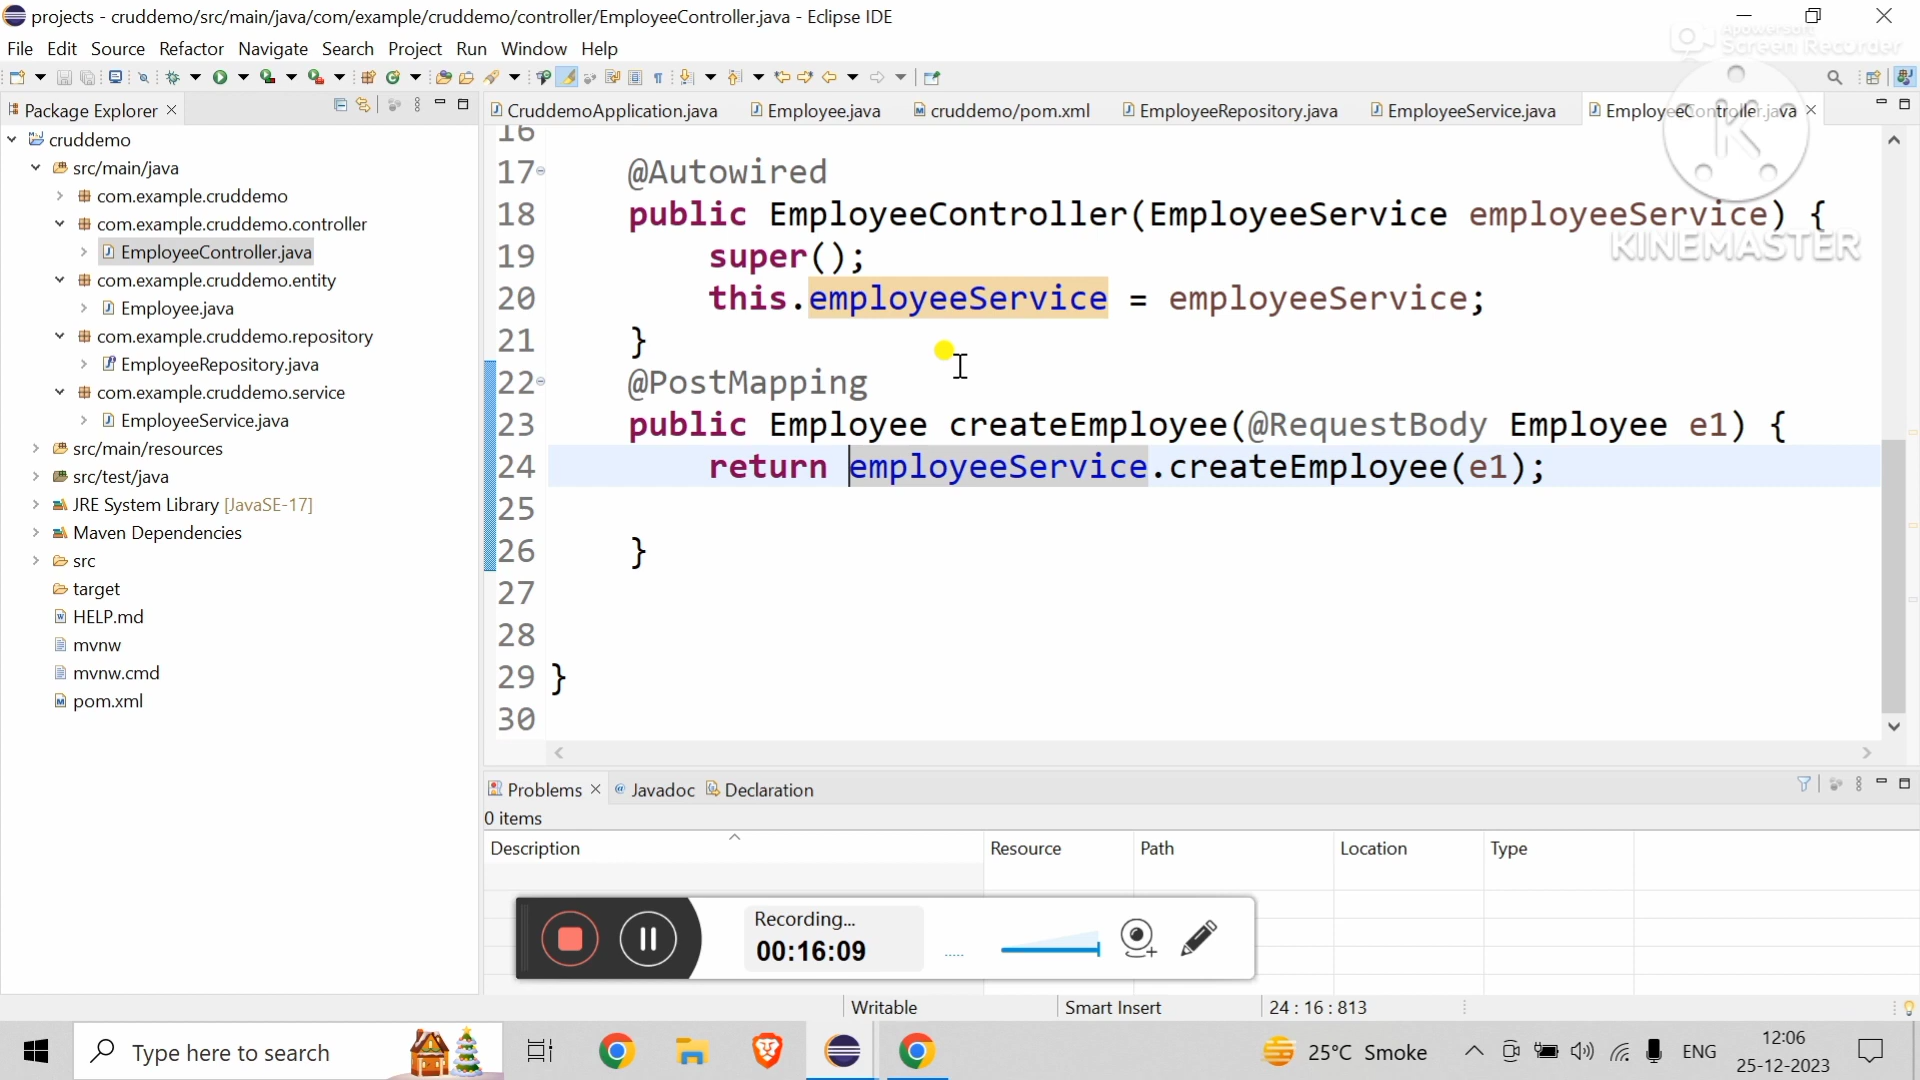 projects - cruddemo/src/main/java/com/example/cruddemo/controller/EmployeeController.java - Eclipse IDE
Apowersoft
Screen Recorder
File Edit Source Refactor Navigate Search Project Run Window Help
Package Explorer
CruddemoApplication.java Employee.java cruddemo/pom.xml EmployeeRepository.java EmployeeService.java EmployeeController.java
K
KINEMASTER
cruddemo
src/main/java
com.example.cruddemo
com.example.cruddemo.controller
EmployeeController.java
com.example.cruddemo.entity
Employee.java
com.example.cruddemo.repository
EmployeeRepository.java
com.example.cruddemo.service
EmployeeService.java
src/main/resources
src/test/java
JRE System Library [JavaSE-17]
Maven Dependencies
src
target
HELP.md
mvnw
mvnw.cmd
pom.xml
16
17 @Autowired
18 public EmployeeController(EmployeeService employeeService) {
19 super();
20 this.employeeService = employeeService;
21 }
22 @PostMapping
23 public Employee createEmployee(@RequestBody Employee e1) {
24 return employeeService.createEmployee(e1);
25
26 }
27
28
29 }
30
Problems Javadoc Declaration
0 items
Description Resource Path Location Type
Recording...
00:16:09
Writable Smart Insert 24 : 16 : 813
Type here to search
25°C Smoke
ENG
12:06
25-12-2023